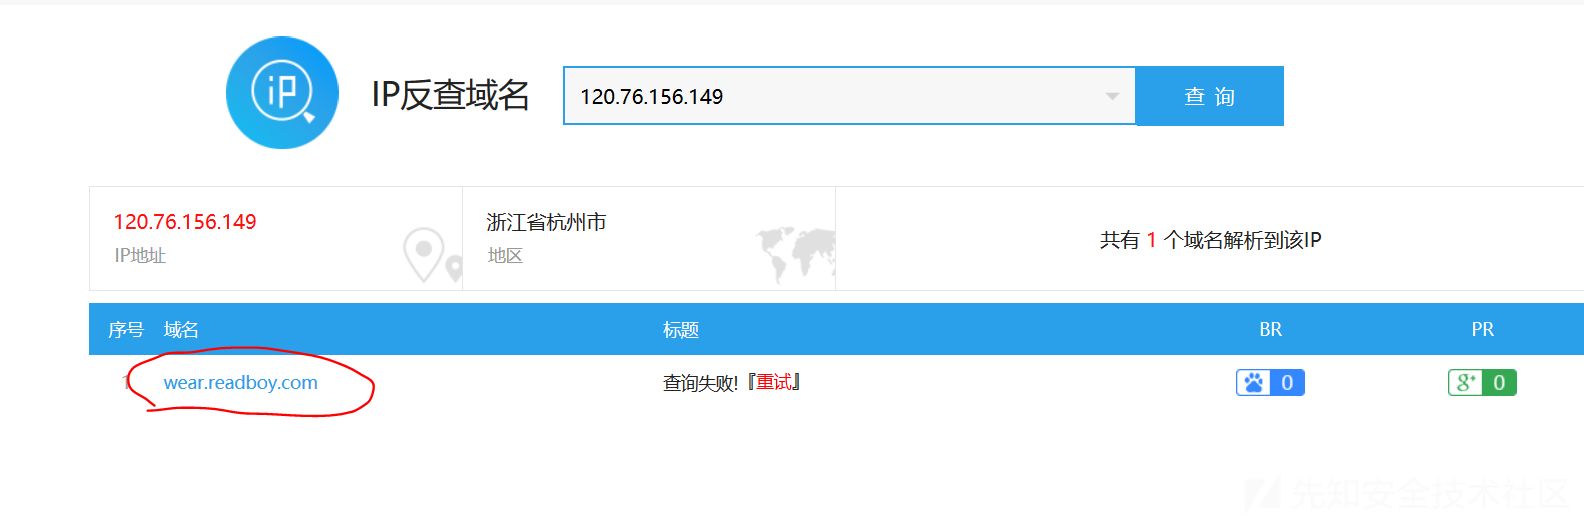 iP
IP反查域名
120.76.156.149
查 询
120.76.156.149
IP地址
浙江省杭州市
地区
共有 1 个域名解析到该IP
序号 域名 标题 BR PR
1 wear.readboy.com 查询失败!『重试』 0 g+ 0
先知安全技术社区